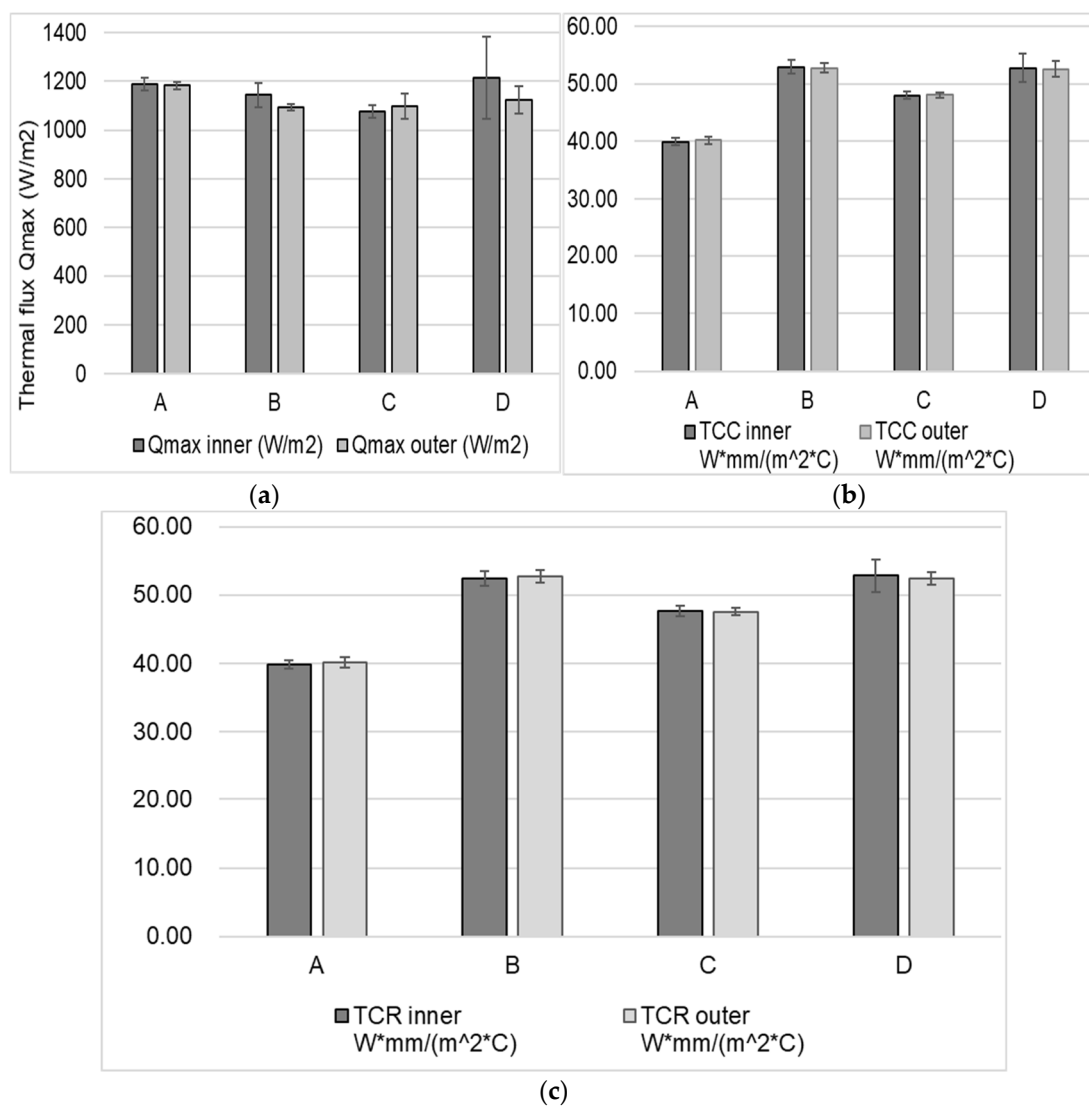 Thermal flux Qmax (W/m2)
1400
1200
1000
800
600
400
200
0
A B C D
Qmax inner (W/m2) Qmax outer (W/m2)
(a)
60.00
50.00
40.00
30.00
20.00
10.00
0.00
A B C D
TCC inner TCC outer
W*mm/(m^2*C) W*mm/(m^2*C)
(b)
60.00
50.00
40.00
30.00
20.00
10.00
0.00
A B C D
TCR inner TCR outer
W*mm/(m^2*C) W*mm/(m^2*C)
(c)